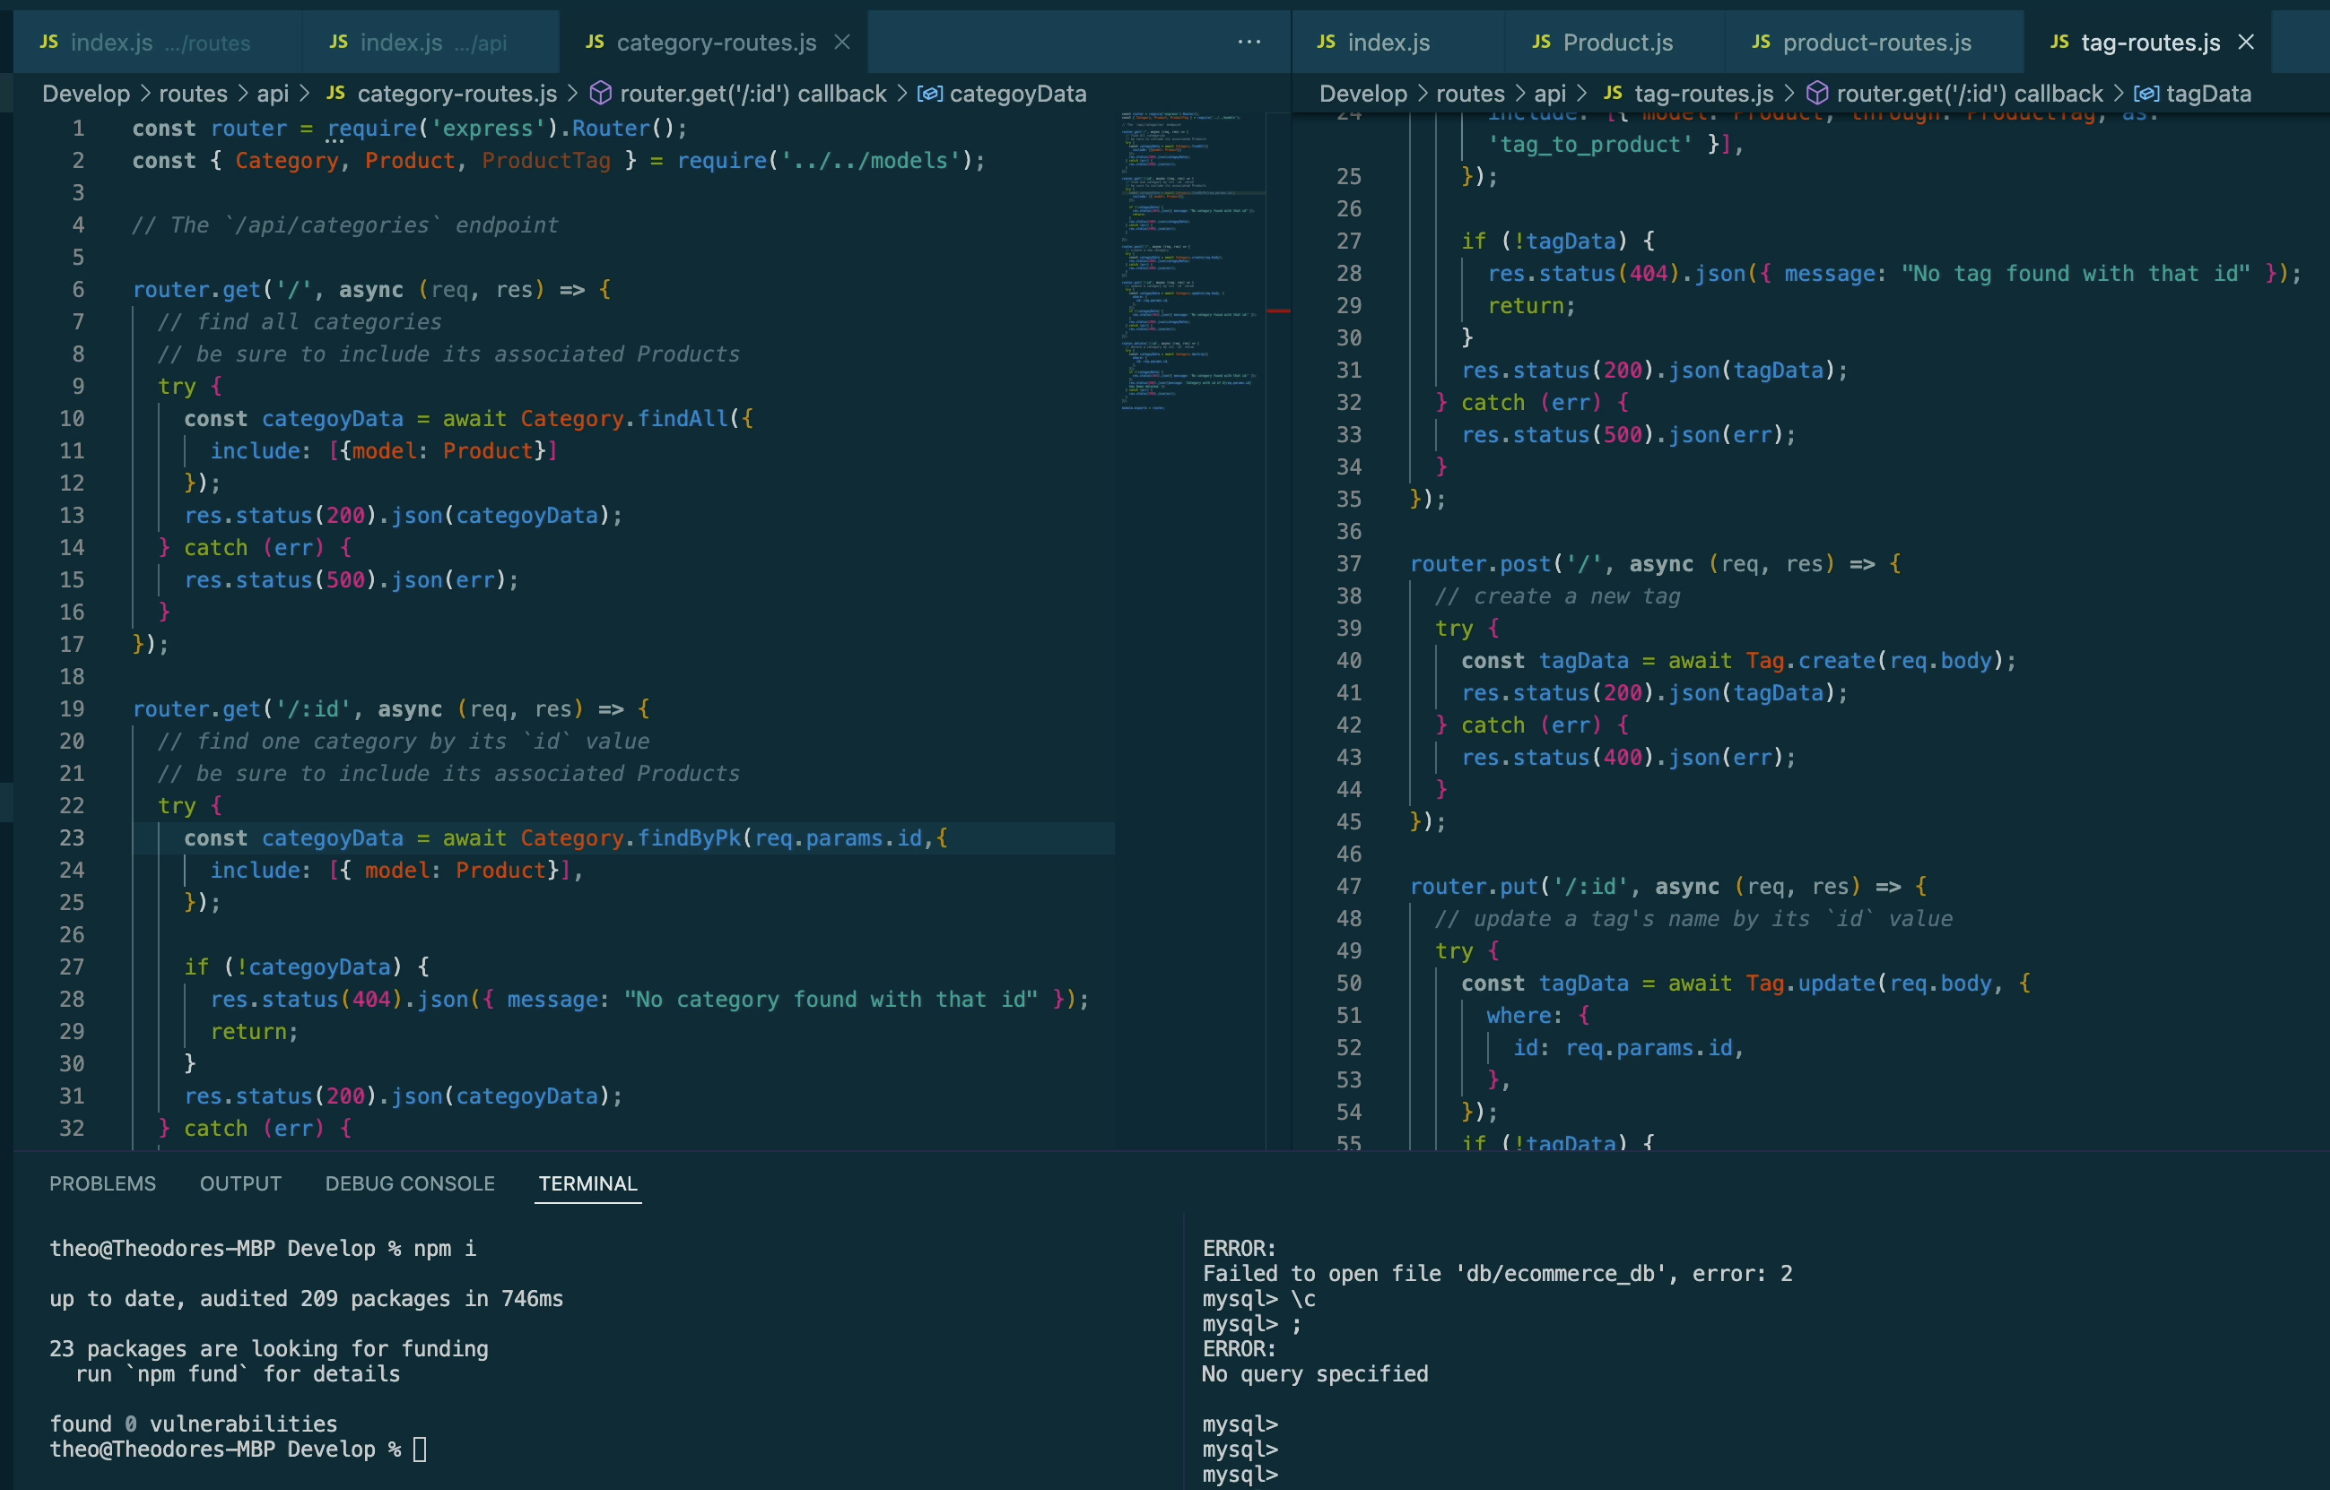 JS index.js .../routes
JS index.js .../api
JS category-routes.js
Develop > routes > api > JS category-routes.js > router.get('/:id') callback > categoyData
1 const router = require('express').Router();
2 const { Category, Product, ProductTag } = require('../../models');
3
4 // The `/api/categories` endpoint
5
6 router.get('/', async (req, res) => {
7 // find all categories
8 // be sure to include its associated Products
9 try {
10 const categoyData = await Category.findAll({
11 include: [{model: Product}]
12 });
13 res.status(200).json(categoyData);
14 } catch (err) {
15 res.status(500).json(err);
16 }
17 });
18
19 router.get('/:id', async (req, res) => {
20 // find one category by its `id` value
21 // be sure to include its associated Products
22 try {
23 const categoyData = await Category.findByPk(req.params.id,{
24 include: [{ model: Product}],
25 });
26
27 if (!categoyData) {
28 res.status(404).json({ message: "No category found with that id" });
29 return;
30 }
31 res.status(200).json(categoyData);
32 } catch (err) {
JS index.js
JS Product.js
JS product-routes.js
JS tag-routes.js
Develop > routes > api > JS tag-routes.js > router.get('/:id') callback > tagData
24 include: [{ model: Product, through: ProductTag, as:
'tag_to_product' }],
25 });
26
27 if (!tagData) {
28 res.status(404).json({ message: "No tag found with that id" });
29 return;
30 }
31 res.status(200).json(tagData);
32 } catch (err) {
33 res.status(500).json(err);
34 }
35 });
36
37 router.post('/', async (req, res) => {
38 // create a new tag
39 try {
40 const tagData = await Tag.create(req.body);
41 res.status(200).json(tagData);
42 } catch (err) {
43 res.status(400).json(err);
44 }
45 });
46
47 router.put('/:id', async (req, res) => {
48 // update a tag's name by its `id` value
49 try {
50 const tagData = await Tag.update(req.body, {
51 where: {
52 id: req.params.id,
53 },
54 });
55 if (!tagData) {
PROBLEMS OUTPUT DEBUG CONSOLE TERMINAL
theo@Theodores-MBP Develop % npm i
up to date, audited 209 packages in 746ms
23 packages are looking for funding
run `npm fund` for details
found 0 vulnerabilities
theo@Theodores-MBP Develop %
ERROR:
Failed to open file 'db/ecommerce_db', error: 2
mysql> \c
mysql> ;
ERROR:
No query specified
mysql>
mysql>
mysql>